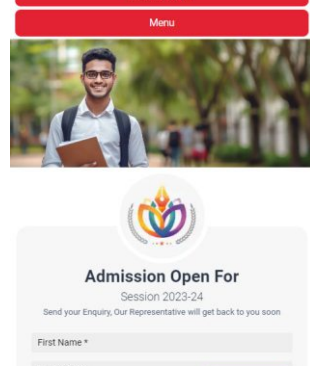 Menu
Admission Open For
Session 2023-24
Send your Enquiry, Our Representative will get back to you soon
First Name *